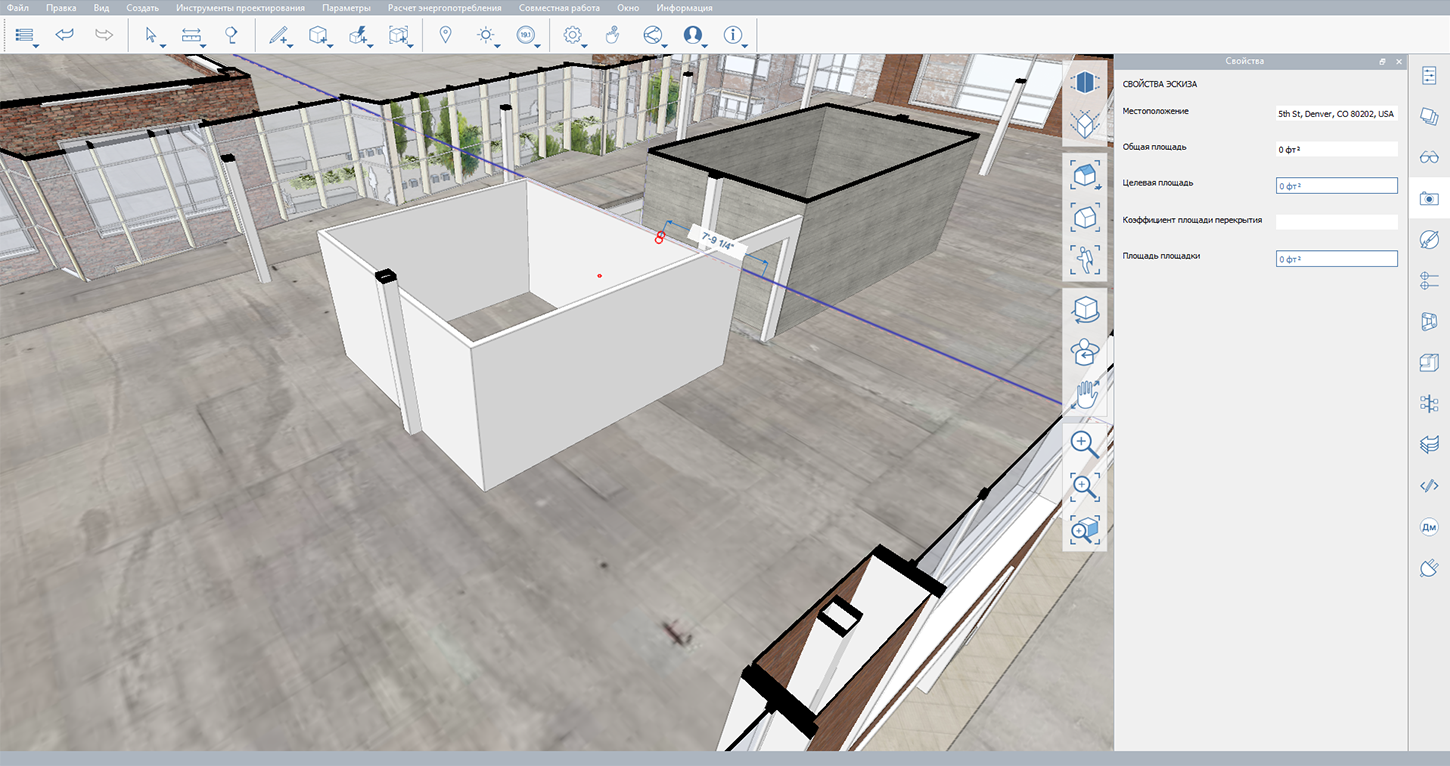 Файл Правка Вид Создать Инструменты проектирования Параметры Расчет энергопотребления Совместная работа Окно Информация
19.1
Свойства
СВОЙСТВА ЭСКИЗА
Местоположение 5th St, Denver, CO 80202, USA
Общая площадь 0 фт²
Целевая площадь 0 фт²
Коэффициент площади перекрытия
Площадь площадки 0 фт²
7'-9 1/4"
Дм